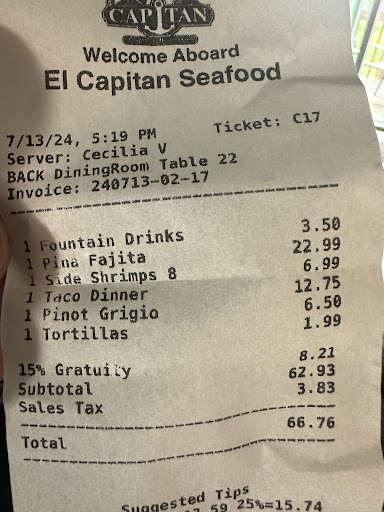 CAPITAN
Welcome Aboard
El Capitan Seafood
7/13/24, 5:19 PM Ticket: C17
Server: Cecilia V
BACK DiningRoom Table 22
Invoice: 240713-02-17
1 Fountain Drinks 3.50
1 Pina Fajita 22.99
1 Side Shrimps 8 6.99
1 Taco Dinner 12.75
1 Pinot Grigio 6.50
1 Tortillas 1.99
15% Gratuity 8.21
Subtotal 62.93
Sales Tax 3.83
Total 66.76
Suggested Tips
25%=15.74